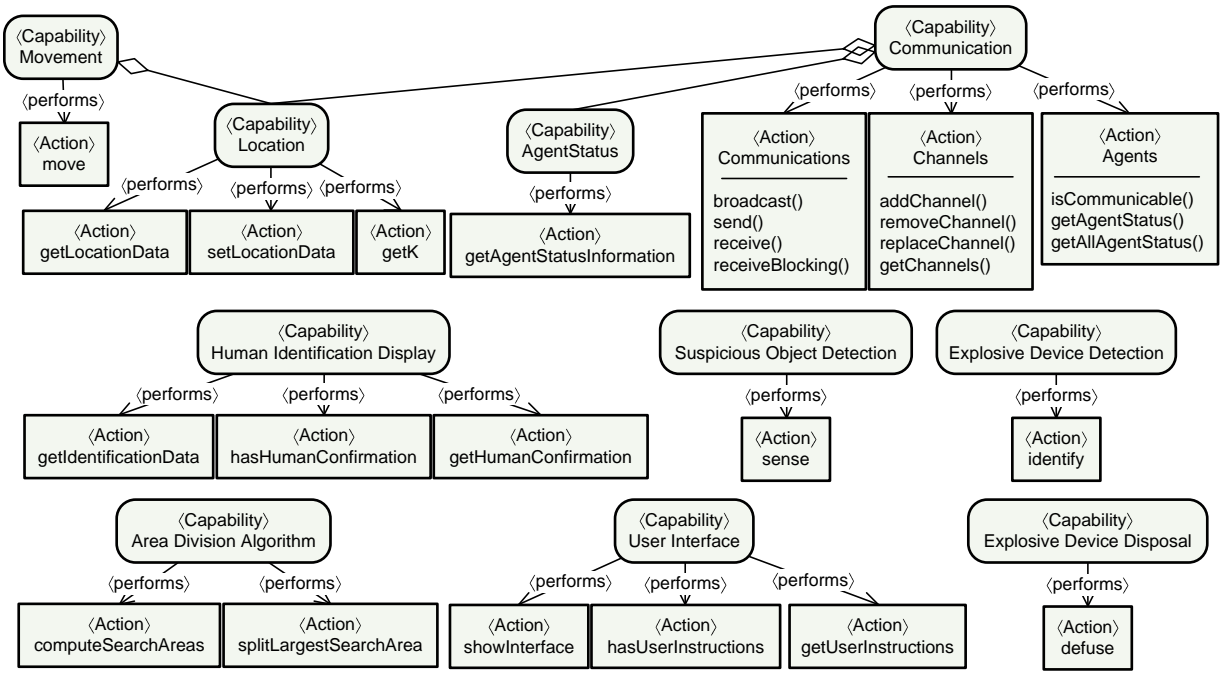 〈Capability〉
Movement
〈Capability〉
Communication
〈performs〉
〈performs〉
〈performs〉
〈performs〉
〈Action〉
move
〈Capability〉
Location
〈Capability〉
AgentStatus
〈Action〉
Communications
broadcast()
send()
receive()
receiveBlocking()
〈Action〉
Channels
addChannel()
removeChannel()
replaceChannel()
getChannels()
〈Action〉
Agents
isCommunicable()
getAgentStatus()
getAllAgentStatus()
〈performs〉
〈performs〉
〈performs〉
〈performs〉
〈Action〉
getLocationData
〈Action〉
setLocationData
〈Action〉
getK
〈Action〉
getAgentStatusInformation
〈Capability〉
Human Identification Display
〈Capability〉
Suspicious Object Detection
〈Capability〉
Explosive Device Detection
〈performs〉
〈performs〉
〈performs〉
〈performs〉
〈performs〉
〈Action〉
getIdentificationData
〈Action〉
hasHumanConfirmation
〈Action〉
getHumanConfirmation
〈Action〉
sense
〈Action〉
identify
〈Capability〉
Area Division Algorithm
〈Capability〉
User Interface
〈Capability〉
Explosive Device Disposal
〈performs〉
〈performs〉
〈performs〉
〈performs〉
〈performs〉
〈performs〉
〈Action〉
computeSearchAreas
〈Action〉
splitLargestSearchArea
〈Action〉
showInterface
〈Action〉
hasUserInstructions
〈Action〉
getUserInstructions
〈Action〉
defuse